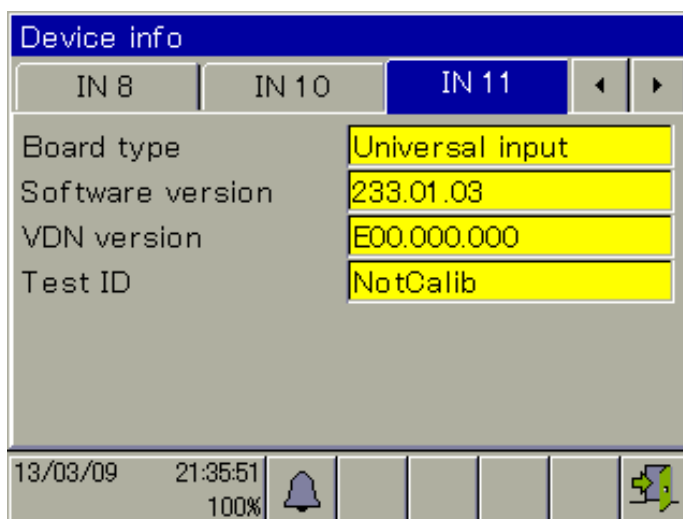 Device info
IN 8 IN 10 IN 11
Board type Universal input
Software version 233.01.03
VDN version E00.000.000
Test ID NotCalib
13/03/09 21:35:51
100%